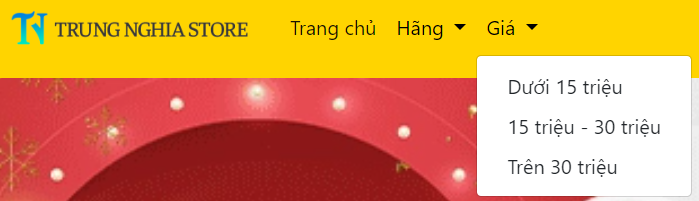 TN TRUNG NGHIA STORE Trang chủ Hãng Giá
Dưới 15 triệu
15 triệu - 30 triệu
Trên 30 triệu